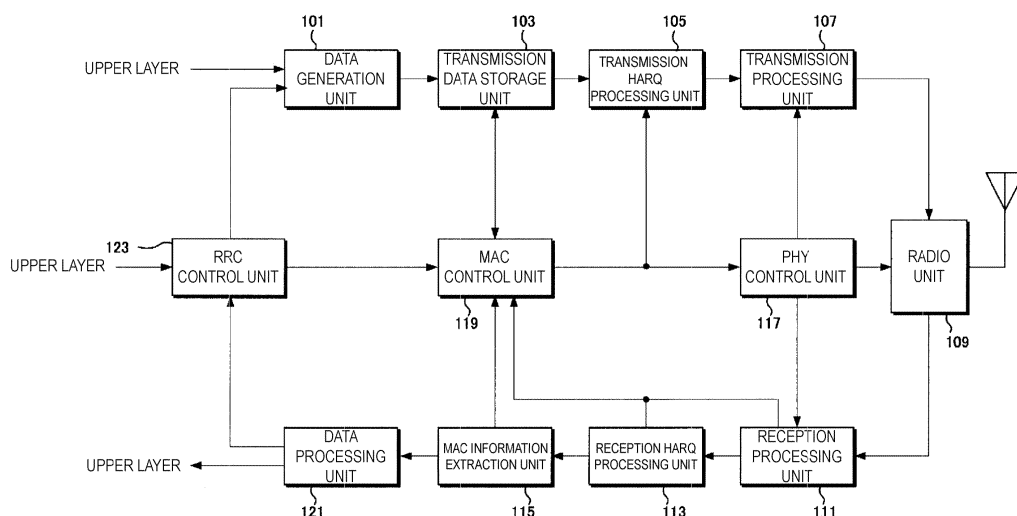 101
103
105
107
UPPER LAYER
DATA
GENERATION
UNIT
TRANSMISSION
DATA STORAGE
UNIT
TRANSMISSION
HARQ
PROCESSING UNIT
TRANSMISSION
PROCESSING
UNIT
123
UPPER LAYER
RRC
CONTROL UNIT
MAC
CONTROL UNIT
119
PHY
CONTROL UNIT
117
RADIO
UNIT
109
UPPER LAYER
DATA
PROCESSING
UNIT
121
MAC INFORMATION
EXTRACTION UNIT
115
RECEPTION HARQ
PROCESSING UNIT
113
RECEPTION
PROCESSING
UNIT
111